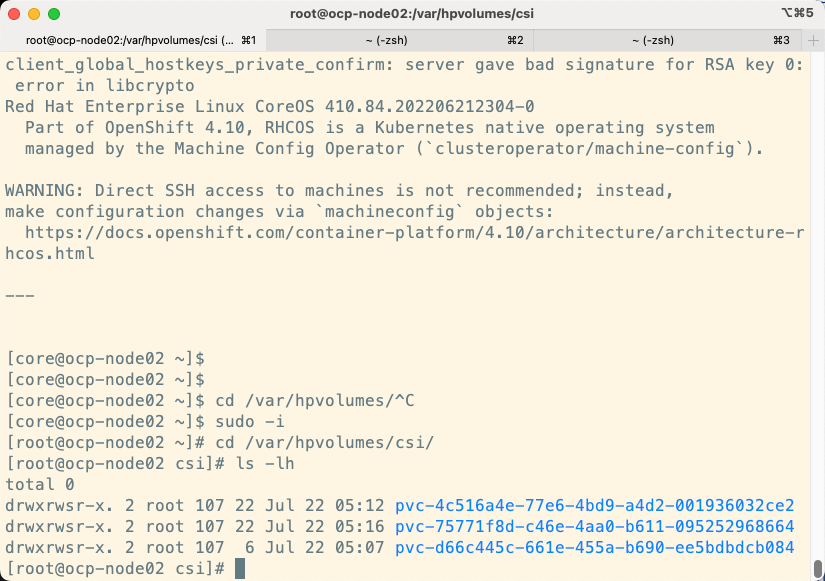 root@ocp-node02:/var/hpvolumes/csi
⌥⌘5
root@ocp-node02:/var/hpvolumes/csi (... ⌘1
~ (-zsh) ⌘2
~ (-zsh) ⌘3
client_global_hostkeys_private_confirm: server gave bad signature for RSA key 0:
 error in libcrypto
Red Hat Enterprise Linux CoreOS 410.84.202206212304-0
  Part of OpenShift 4.10, RHCOS is a Kubernetes native operating system
  managed by the Machine Config Operator (`clusteroperator/machine-config`).
WARNING: Direct SSH access to machines is not recommended; instead,
make configuration changes via `machineconfig` objects:
  https://docs.openshift.com/container-platform/4.10/architecture/architecture-r
hcos.html
---
[core@ocp-node02 ~]$
[core@ocp-node02 ~]$
[core@ocp-node02 ~]$ cd /var/hpvolumes/^C
[core@ocp-node02 ~]$ sudo -i
[root@ocp-node02 ~]# cd /var/hpvolumes/csi/
[root@ocp-node02 csi]# ls -lh
total 0
drwxrwsr-x. 2 root 107 22 Jul 22 05:12 pvc-4c516a4e-77e6-4bd9-a4d2-001936032ce2
drwxrwsr-x. 2 root 107 22 Jul 22 05:16 pvc-75771f8d-c46e-4aa0-b611-095252968664
drwxrwsr-x. 2 root 107  6 Jul 22 05:07 pvc-d66c445c-661e-455a-b690-ee5bdbdcb084
[root@ocp-node02 csi]#